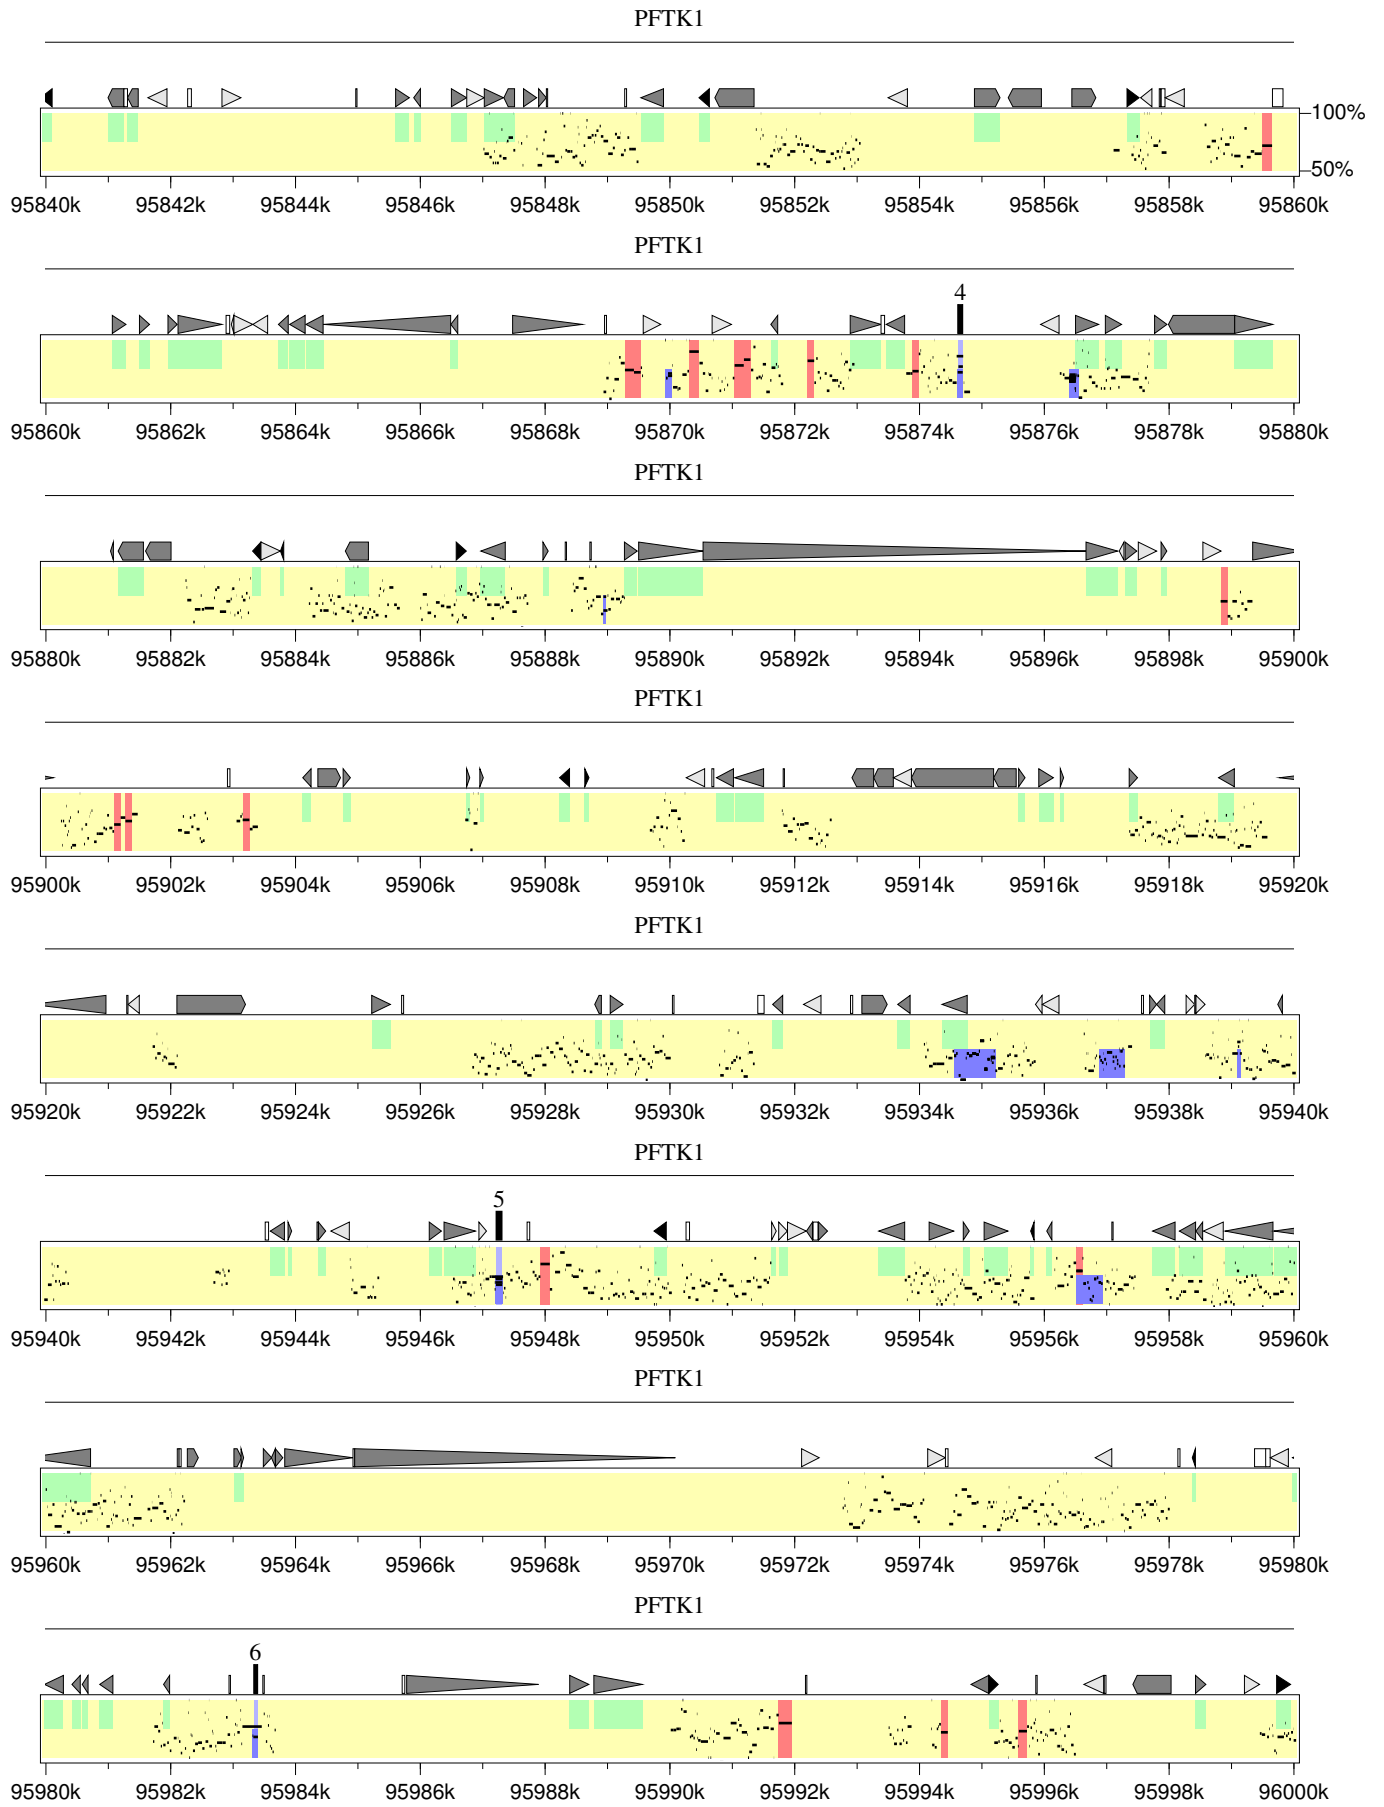 PFTK1
100%
50%
95840k 95842k 95844k 95846k 95848k 95850k 95852k 95854k 95856k 95858k 95860k
PFTK1
4
95860k 95862k 95864k 95866k 95868k 95870k 95872k 95874k 95876k 95878k 95880k
PFTK1
95880k 95882k 95884k 95886k 95888k 95890k 95892k 95894k 95896k 95898k 95900k
PFTK1
95900k 95902k 95904k 95906k 95908k 95910k 95912k 95914k 95916k 95918k 95920k
PFTK1
95920k 95922k 95924k 95926k 95928k 95930k 95932k 95934k 95936k 95938k 95940k
PFTK1
5
95940k 95942k 95944k 95946k 95948k 95950k 95952k 95954k 95956k 95958k 95960k
PFTK1
95960k 95962k 95964k 95966k 95968k 95970k 95972k 95974k 95976k 95978k 95980k
PFTK1
6
95980k 95982k 95984k 95986k 95988k 95990k 95992k 95994k 95996k 95998k 96000k